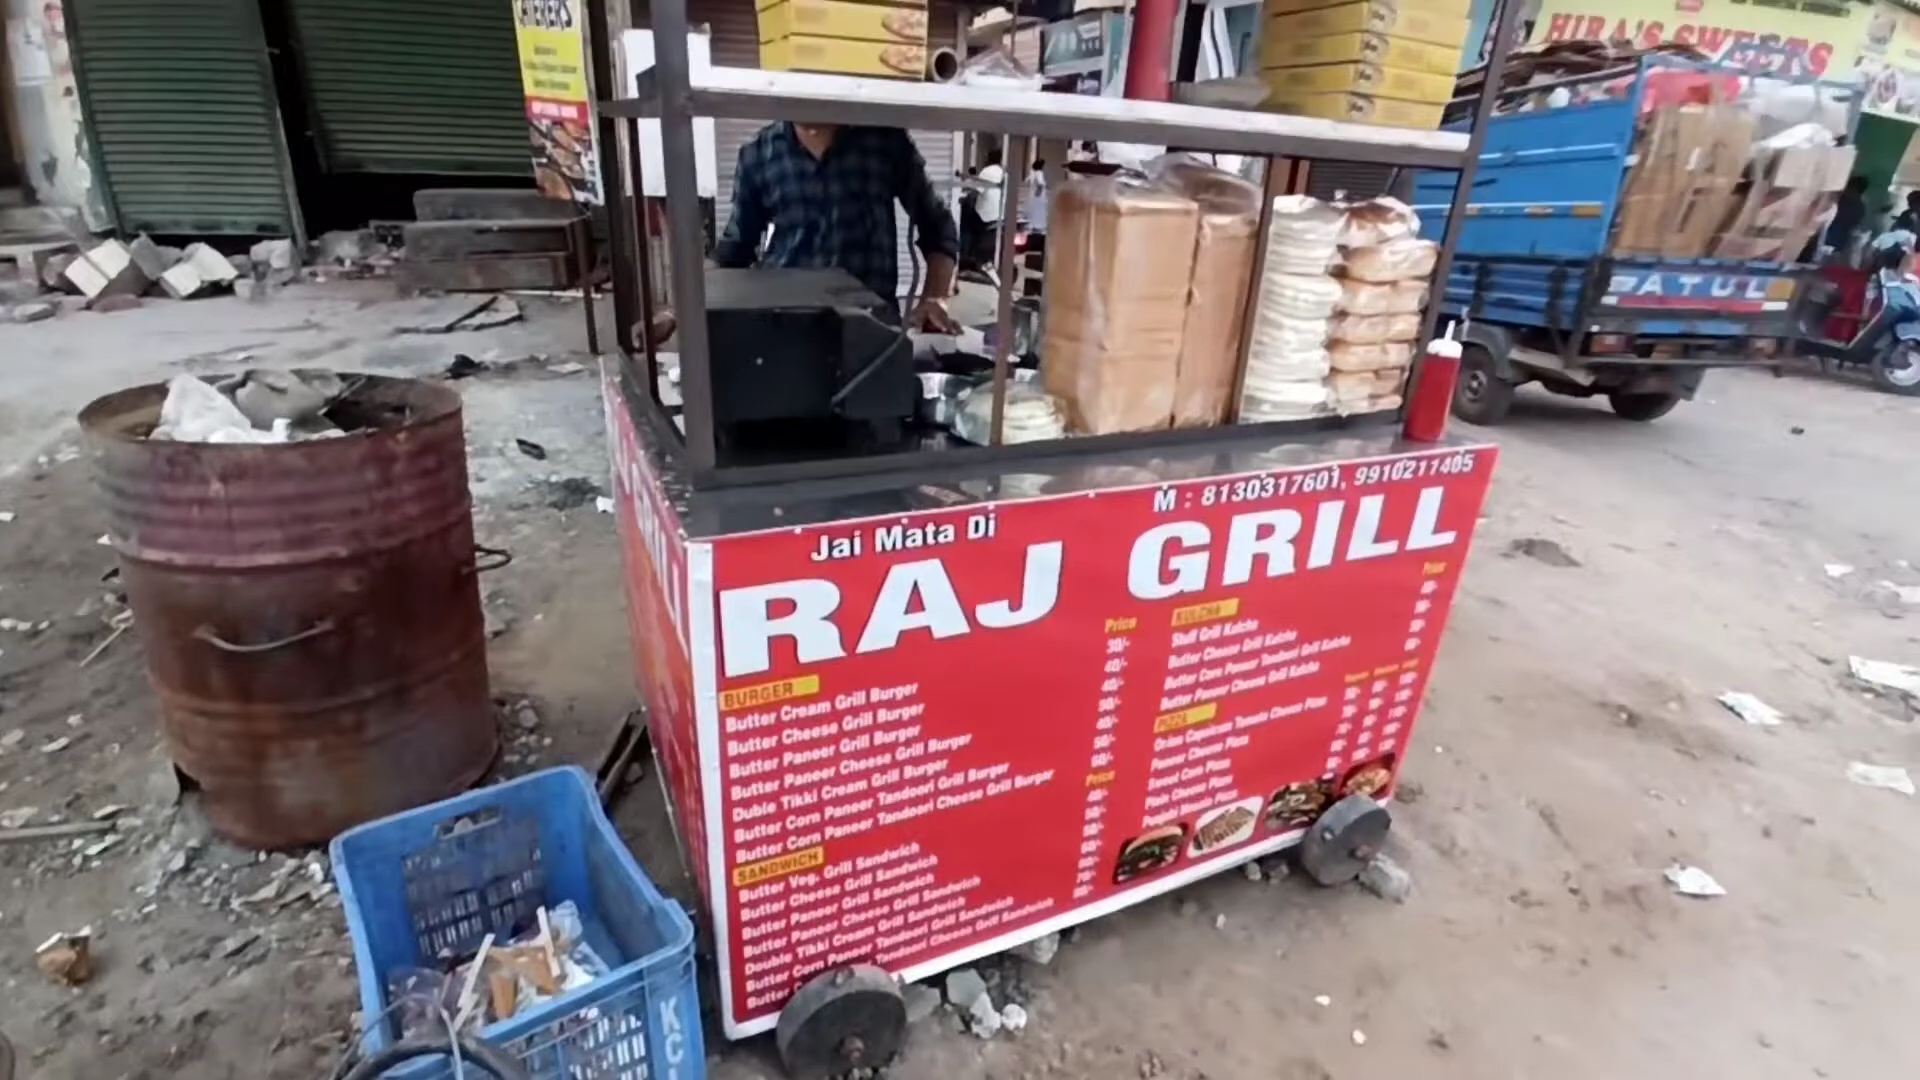 CATERERS
HIRA'S SWEETS
ATUL
Jai Mata Di
M : 8130317601, 9910211405
RAJ GRILL
BURGER
Price
Butter Cream Grill Burger 30/-
Butter Cheese Grill Burger 40/-
Butter Paneer Grill Burger 40/-
Butter Paneer Cheese Grill Burger 50/-
Duble Tikki Cream Grill Burger 40/-
Butter Corn Paneer Tandoori Grill Burger 50/-
Butter Corn Paneer Tandoori Cheese Grill Burger 60/-
SANDWICH
Price
Butter Veg. Grill Sandwich
Butter Cheese Grill Sandwich
Butter Paneer Grill Sandwich
Butter Paneer Cheese Grill Sandwich
Double Tikki Cream Grill Sandwich
Butter Corn Paneer Tandoori Grill Sandwich
Butter Tandoori Cheese Grill Sandwich
KULCHA
Price
Stuff Grill Kulcha
Butter Cheese Grill Kulcha
Butter Corn Paneer Tandoori Grill Kulcha
Butter Paneer Cheese Grill Kulcha
PIZZA
Onion Capsicum Tomato Cheese Pizza
Paneer Cheese Pizza
Sweet Corn Pizza
Plain Cheese Pizza
Punjabi Masala Pizza